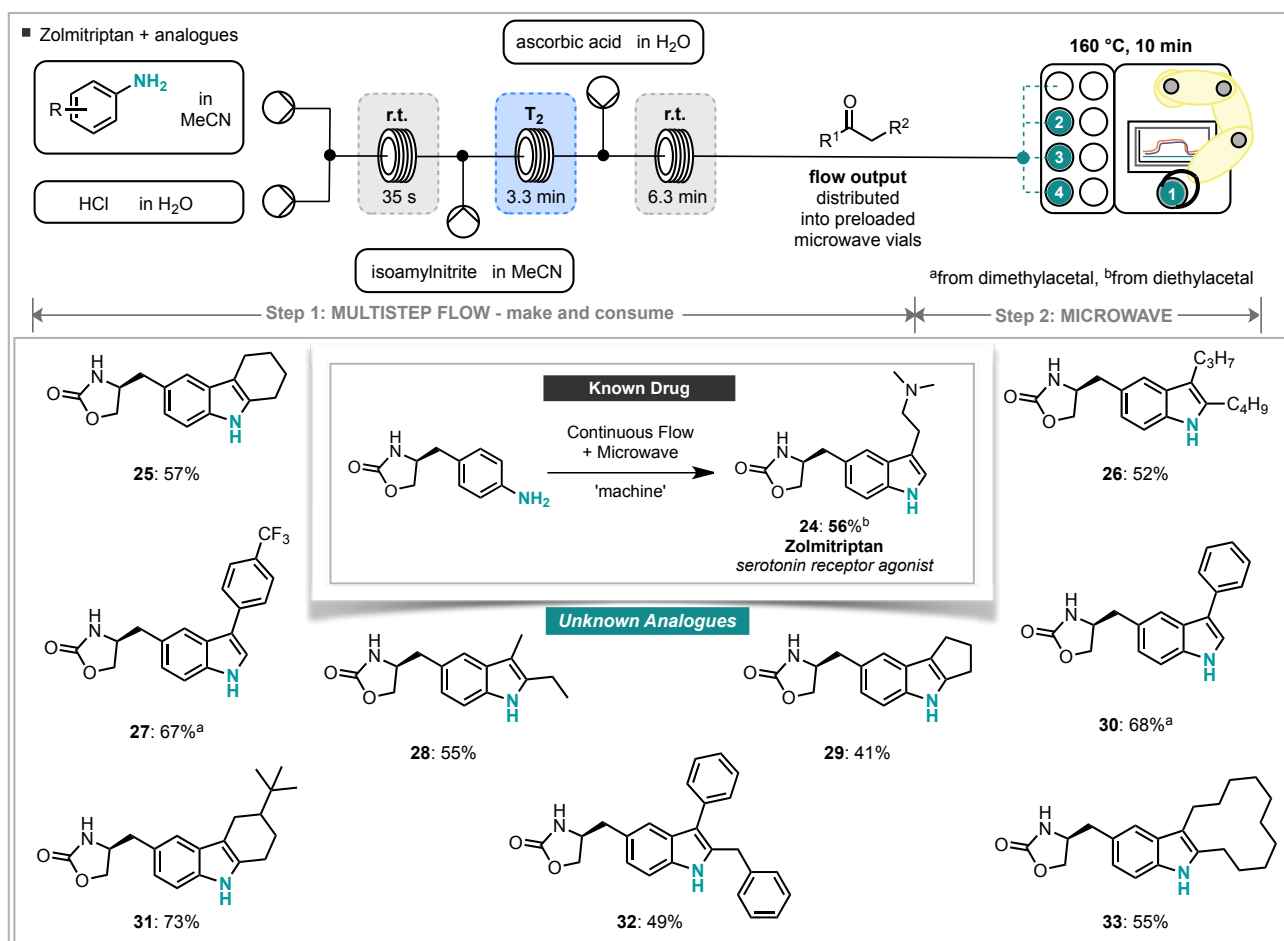 Zolmitriptan + analogues
NH2
R
in
MeCN
HCl in H2O
r.t.
35 s
isoamylnitrite in MeCN
T2
3.3 min
ascorbic acid in H2O
r.t.
6.3 min
O
R1
R2
flow output
distributed
into preloaded
microwave vials
160 °C, 10 min
2
3
4
1
afrom dimethylacetal, bfrom diethylacetal
Step 1: MULTISTEP FLOW - make and consume
Step 2: MICROWAVE
H
N
O
O
N
H
25: 57%
Known Drug
H
N
O
O
NH2
Continuous Flow
+ Microwave
'machine'
N
H
N
O
O
N
H
24: 56%b
Zolmitriptan
serotonin receptor agonist
C3H7
C4H9
H
N
O
O
N
H
26: 52%
CF3
H
N
O
O
N
H
27: 67%a
Unknown Analogues
H
N
O
O
N
H
28: 55%
H
N
O
O
N
H
29: 41%
H
N
O
O
N
H
30: 68%a
H
N
O
O
N
H
31: 73%
H
N
O
O
N
H
32: 49%
H
N
O
O
N
H
33: 55%